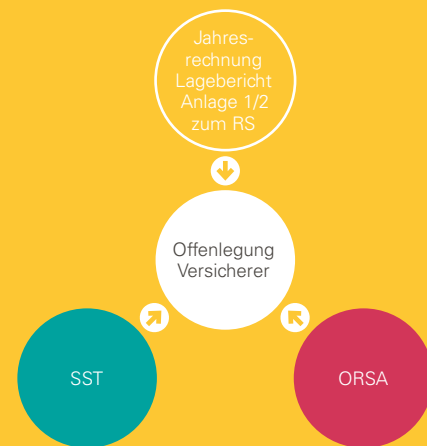 Jahres-
rechnung
Lagebericht
Anlage 1/2
zum RS
Offenlegung
Versicherer
SST
ORSA